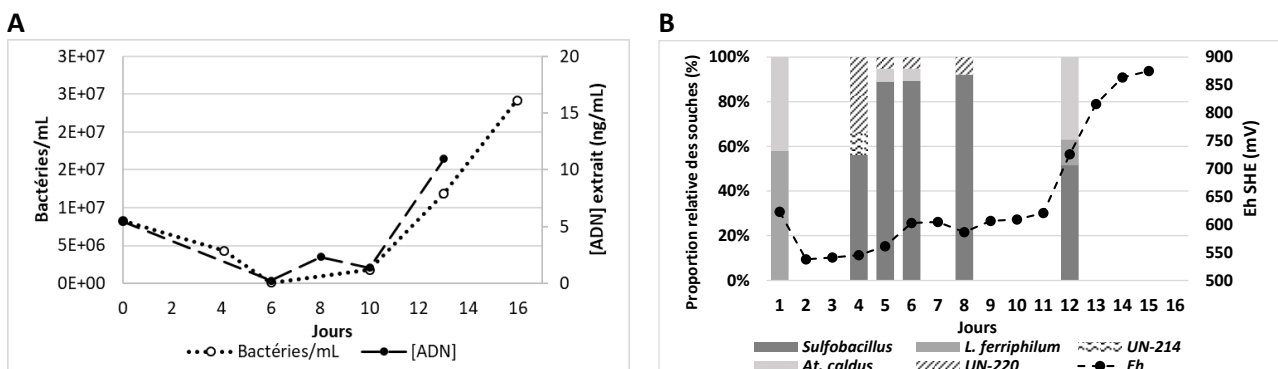 A
3E+07
3E+07
2E+07
2E+07
1E+07
5E+06
0E+00
Bactéries/mL
20
15
10
5
0
[ADN] extrait (ng/mL)
0 2 4 6 8 10 12 14 16
Jours
Bactéries/mL [ADN]
B
100%
80%
60%
40%
20%
0%
Proportion relative des souches (%)
900
850
800
750
700
650
600
550
500
Eh SHE (mV)
1 2 3 4 5 6 7 8 9 10 11 12 13 14 15 16
Jours
Sulfobacillus L. ferriphilum UN-214
At. caldus UN-220 Eh